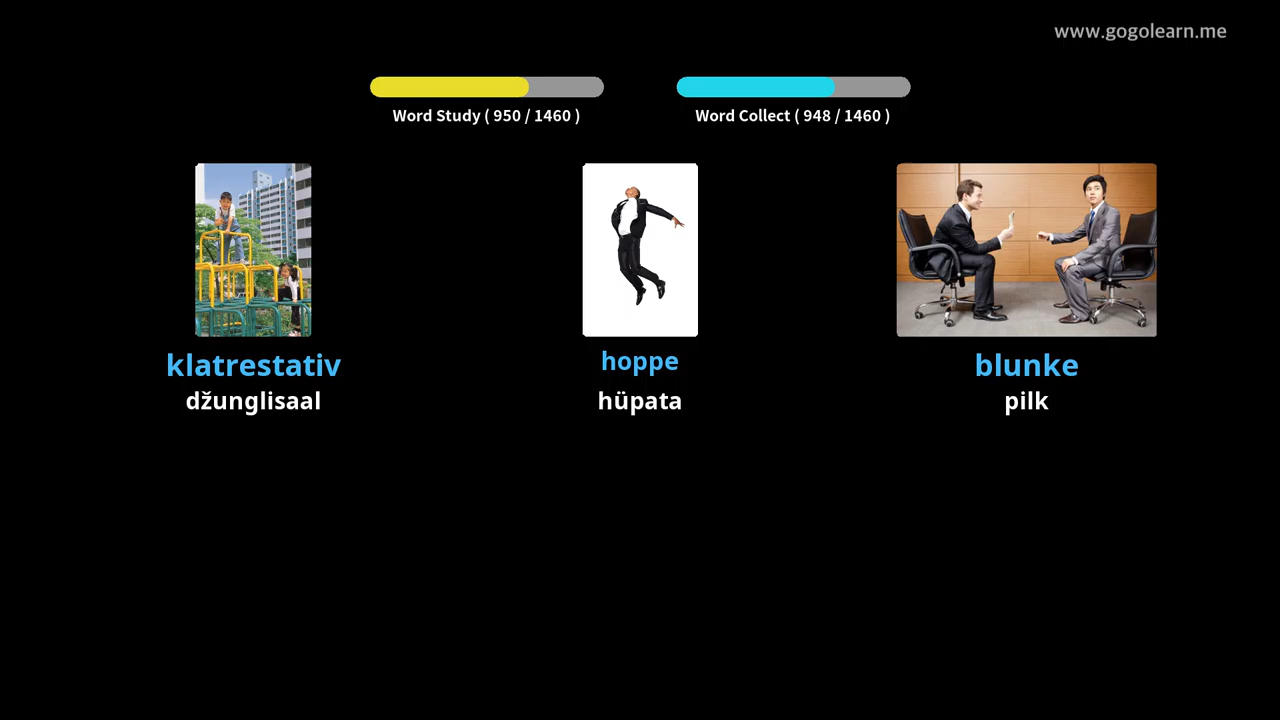 www.gogolearn.me
Word Study ( 950 / 1460 )
Word Collect ( 948 / 1460 )
klatrestativ
džunglisaal
hoppe
hüpata
blunke
pilk